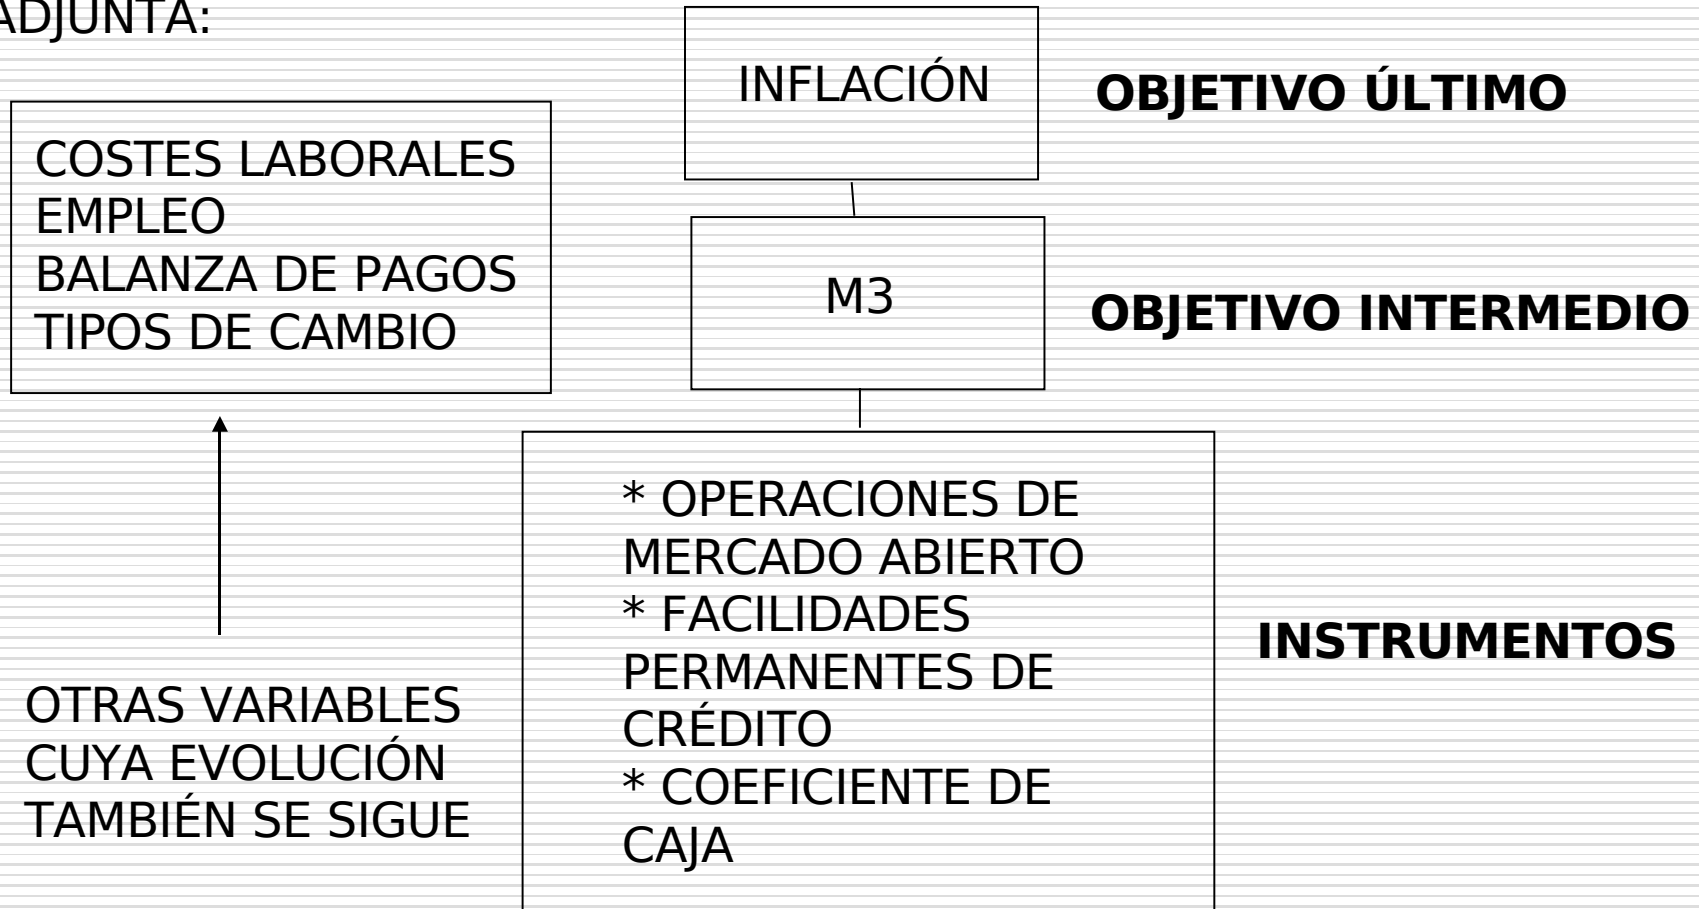 ADJUNTA:
INFLACIÓN
OBJETIVO ÚLTIMO
COSTES LABORALES
EMPLEO
BALANZA DE PAGOS
TIPOS DE CAMBIO
M3
OBJETIVO INTERMEDIO
* OPERACIONES DE
MERCADO ABIERTO
* FACILIDADES
PERMANENTES DE
CRÉDITO
* COEFICIENTE DE
CAJA
INSTRUMENTOS
OTRAS VARIABLES
CUYA EVOLUCIÓN
TAMBIÉN SE SIGUE